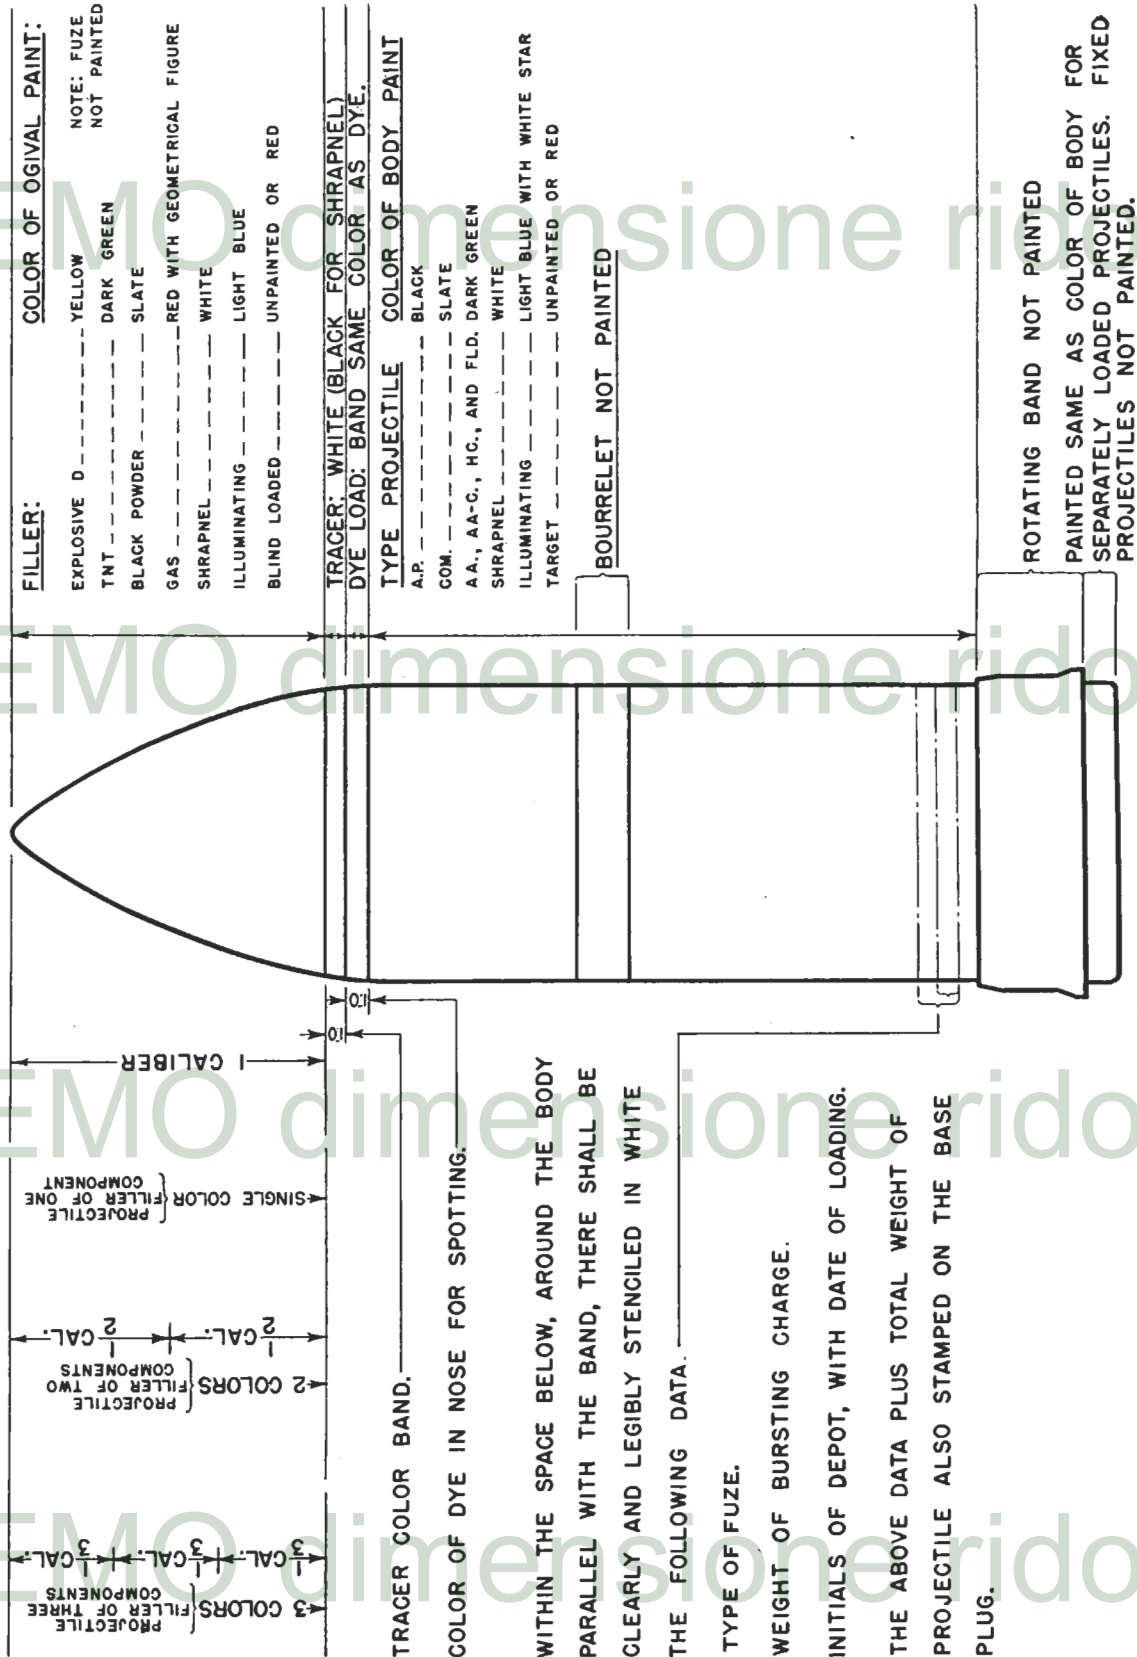 FILLER: COLOR OF OGIVAL PAINT:
EXPLOSIVE D YELLOW NOTE: FUZE
NOT PAINTED
TNT DARK GREEN
BLACK POWDER SLATE
GAS RED WITH GEOMETRICAL FIGURE
SHRAPNEL WHITE
ILLUMINATING LIGHT BLUE
BLIND LOADED UNPAINTED OR RED
TRACER: WHITE (BLACK FOR SHRAPNEL)
DYE LOAD: BAND SAME COLOR AS DYE.
TYPE PROJECTILE COLOR OF BODY PAINT
A.P. BLACK
COM. SLATE
AA., AA-C., HC., AND FLD. DARK GREEN
SHRAPNEL WHITE
ILLUMINATING LIGHT BLUE WITH WHITE STAR
TARGET UNPAINTED OR RED
BOURRELET NOT PAINTED
ROTATING BAND NOT PAINTED
PAINTED SAME AS COLOR OF BODY FOR
SEPARATELY LOADED PROJECTILES. FIXED
PROJECTILES NOT PAINTED.
1 CALIBER
1.0
1.0
SINGLE COLOR
PROJECTILE
FILLER OF ONE
COMPONENT
1/2 CAL. 1/2 CAL.
2 COLORS
PROJECTILE
FILLER OF TWO
COMPONENTS
1/3 CAL. 1/3 CAL. 1/3 CAL.
3 COLORS
PROJECTILE
FILLER OF THREE
COMPONENTS
TRACER COLOR BAND.
COLOR OF DYE IN NOSE FOR SPOTTING.
WITHIN THE SPACE BELOW, AROUND THE BODY
PARALLEL WITH THE BAND, THERE SHALL BE
CLEARLY AND LEGIBLY STENCILED IN WHITE
THE FOLLOWING DATA.
TYPE OF FUZE.
WEIGHT OF BURSTING CHARGE.
INITIALS OF DEPOT, WITH DATE OF LOADING.
THE ABOVE DATA PLUS TOTAL WEIGHT OF
PROJECTILE ALSO STAMPED ON THE BASE
PLUG.
EMO dimensione rido
EMO dimensione rido
EMO dimensione rido
EMO dimensione rido